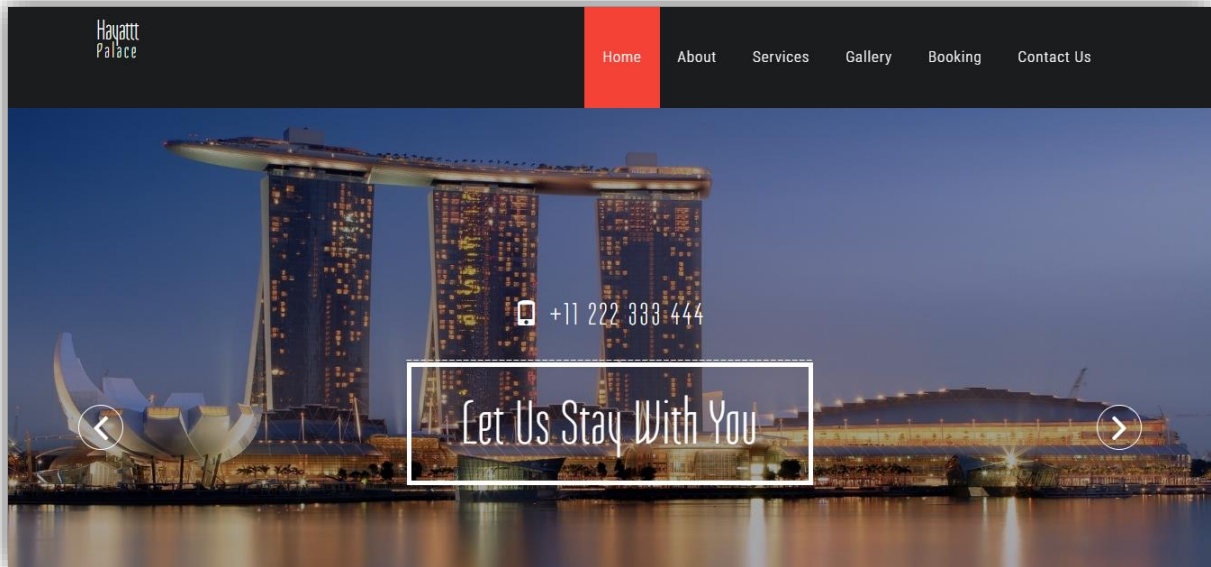 Hayattt
Palace
Home About Services Gallery Booking Contact Us
+11 222 333 444
Let Us Stay With You